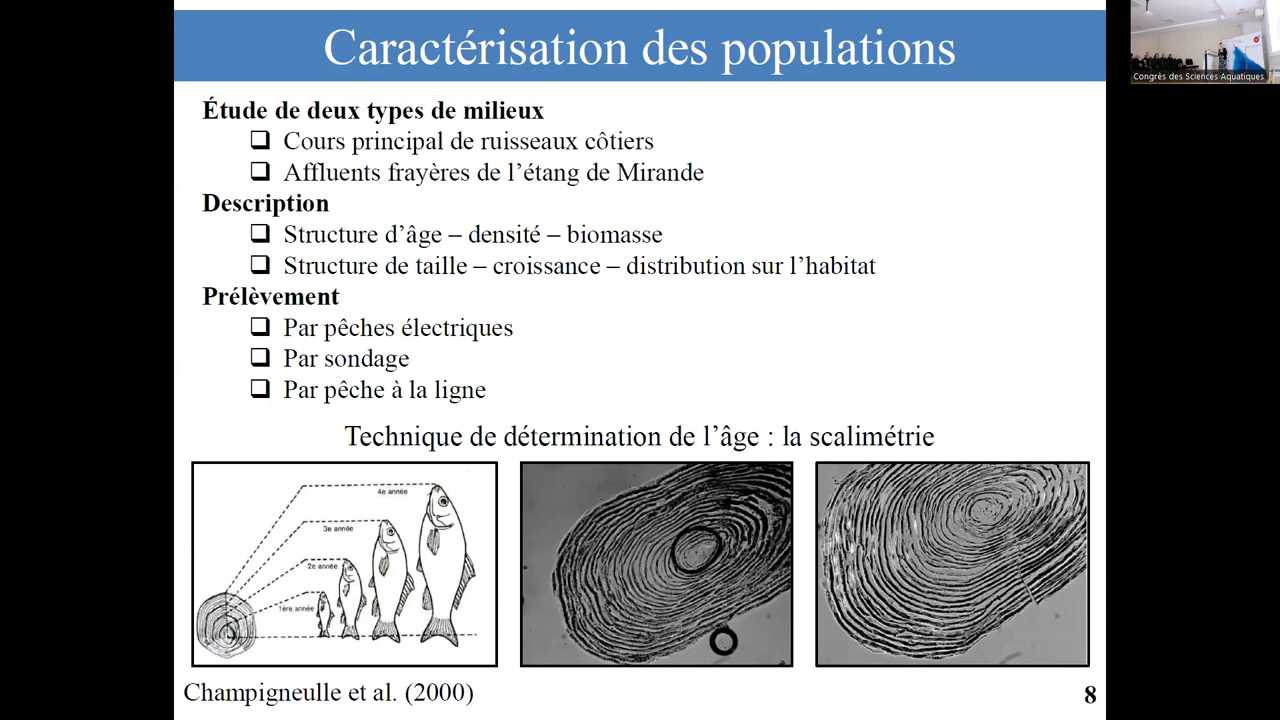 Caractérisation des populations
Congrès des Sciences Aquatiques
Étude de deux types de milieux
Cours principal de ruisseaux côtiers
Affluents frayères de l’étang de Mirande
Description
Structure d’âge – densité – biomasse
Structure de taille – croissance – distribution sur l’habitat
Prélèvement
Par pêches électriques
Par sondage
Par pêche à la ligne
Technique de détermination de l’âge : la scalimétrie
4e année
3e année
2e année
1ère année
Champigneulle et al. (2000)
8